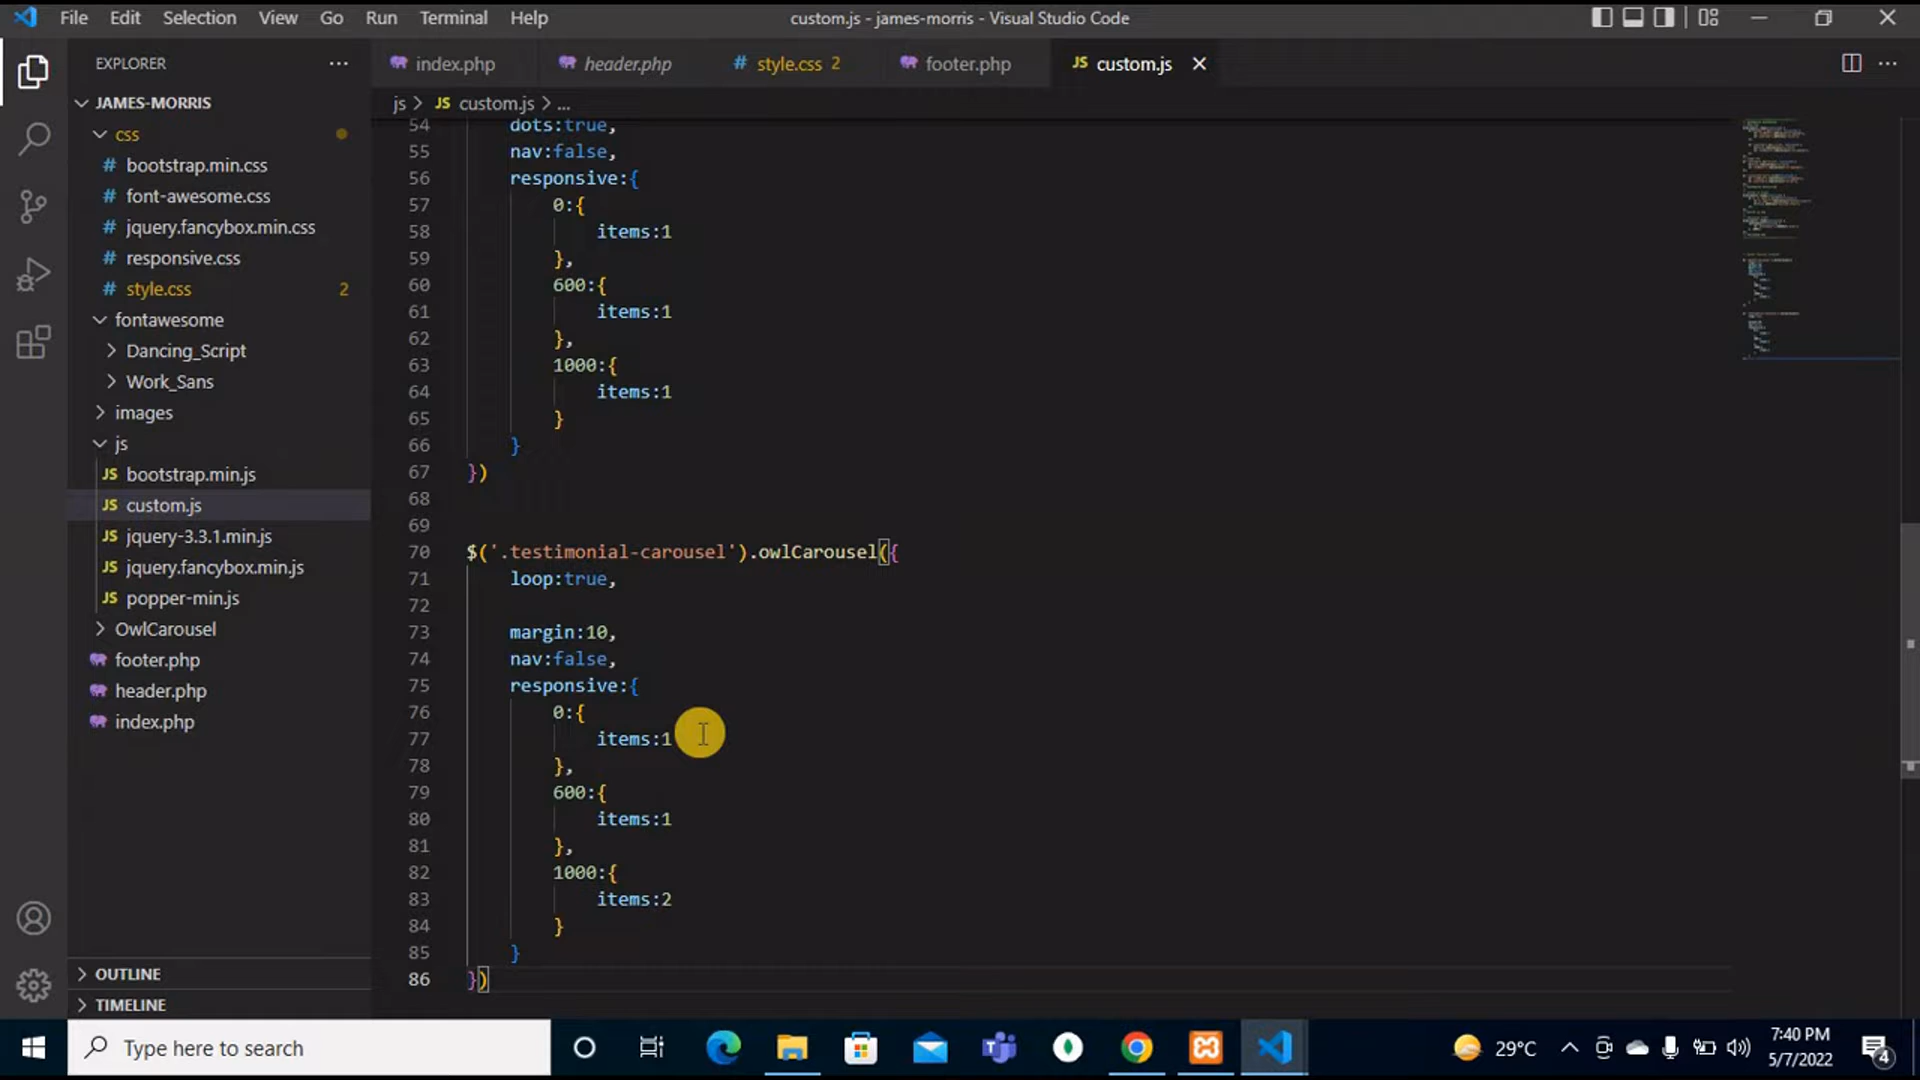 File Edit Selection View Go Run Terminal Help custom.js - james-morris - Visual Studio Code
EXPLORER
JAMES-MORRIS
css
# bootstrap.min.css
# font-awesome.css
# jquery.fancybox.min.css
# responsive.css
# style.css 2
fontawesome
Dancing_Script
Work_Sans
images
js
JS bootstrap.min.js
JS custom.js
JS jquery-3.3.1.min.js
JS jquery.fancybox.min.js
JS popper-min.js
OwlCarousel
footer.php
header.php
index.php
OUTLINE
TIMELINE
index.php header.php # style.css 2 footer.php JS custom.js
js > JS custom.js > ...
54 dots:true,
55 nav:false,
56 responsive:{
57 0:{
58 items:1
59 },
60 600:{
61 items:1
62 },
63 1000:{
64 items:1
65 }
66 }
67 })
68
69
70 $('.testimonial-carousel').owlCarousel({
71 loop:true,
72
73 margin:10,
74 nav:false,
75 responsive:{
76 0:{
77 items:1
78 },
79 600:{
80 items:1
81 },
82 1000:{
83 items:2
84 }
85 }
86 })
Type here to search
29°C
7:40 PM
5/7/2022
4